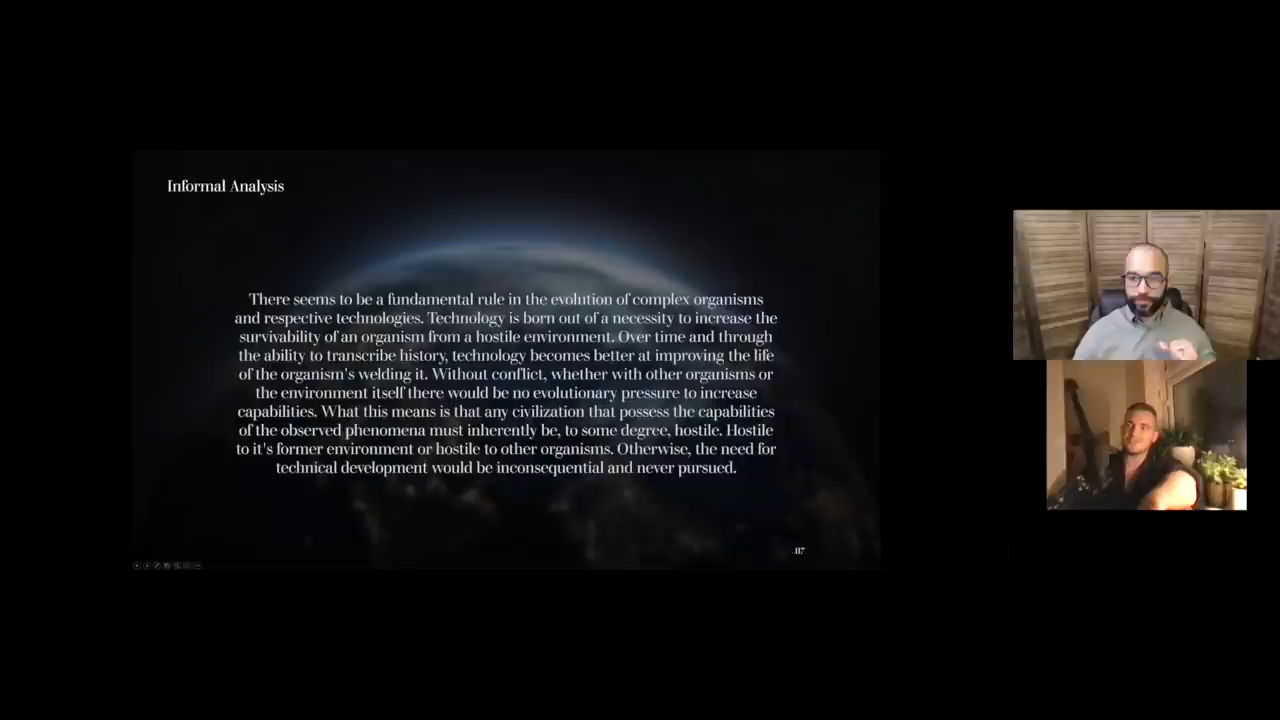 Informal Analysis
There seems to be a fundamental rule in the evolution of complex organisms
and respective technologies. Technology is born out of a necessity to increase the
survivability of an organism from a hostile environment. Over time and through
the ability to transcribe history, technology becomes better at improving the life
of the organism's welding it. Without conflict, whether with other organisms or
the environment itself there would be no evolutionary pressure to increase
capabilities. What this means is that any civilization that possess the capabilities
of the observed phenomena must inherently be, to some degree, hostile. Hostile
to it's former environment or hostile to other organisms. Otherwise, the need for
technical development would be inconsequential and never pursued.
117